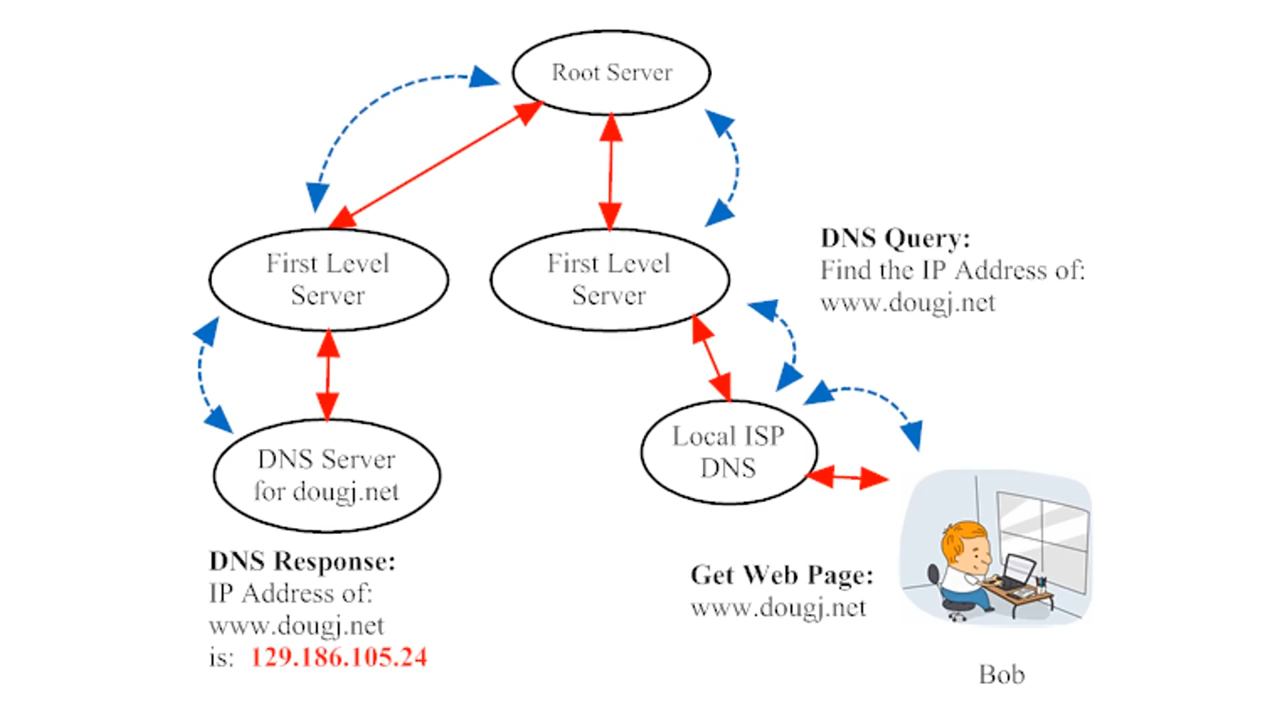 Root Server
First Level
Server
First Level
Server
DNS Query:
Find the IP Address of:
www.dougj.net
Local ISP
DNS
DNS Server
for dougj.net
DNS Response:
IP Address of:
www.dougj.net
is: 129.186.105.24
Get Web Page:
www.dougj.net
Bob